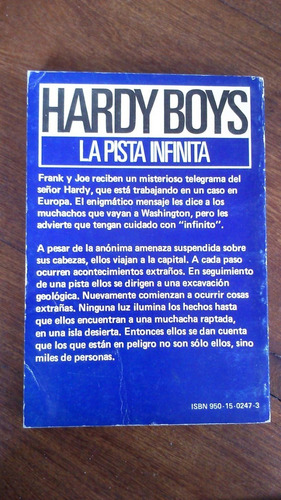 HARDY BOYS
LA PISTA INFINITA
Frank y Joe reciben un misterioso telegrama del
señor Hardy, que está trabajando en un caso en
Europa. El enigmático mensaje les dice a los
muchachos que vayan a Washington, pero les
advierte que tengan cuidado con "infinito".
A pesar de la anónima amenaza suspendida sobre
sus cabezas, ellos viajan a la capital. A cada paso
ocurren acontecimientos extraños. En seguimiento
de una pista ellos se dirigen a una excavación
geológica. Nuevamente comienzan a ocurrir cosas
extrañas. Ninguna luz ilumina los hechos hasta
que ellos encuentran a una muchacha raptada,
en una isla desierta. Entonces ellos se dan cuenta
que los que están en peligro no son sólo ellos, sino
miles de personas.
ISBN 950-15-0247-3